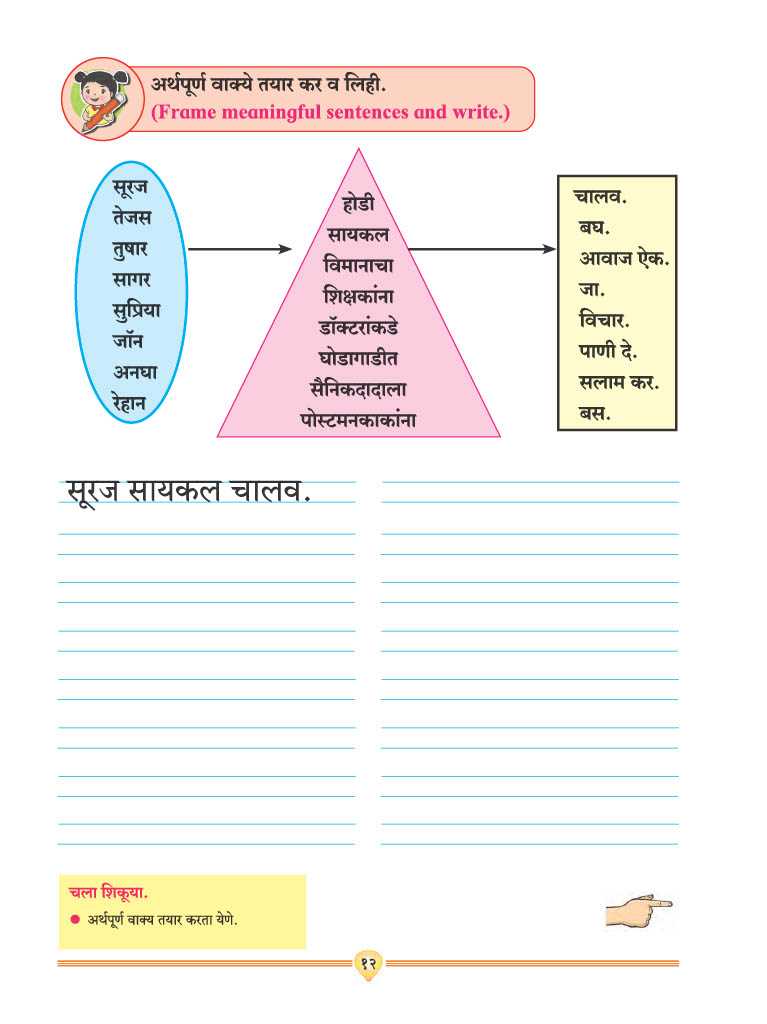 अर्थपूर्ण वाक्ये तयार कर व लिही.
(Frame meaningful sentences and write.)
सूरज
तेजस
तुषार
सागर
सुप्रिया
जॉन
अनघा
रेहान
होडी
सायकल
विमानाचा
शिक्षकांना
डॉक्टरांकडे
घोडागाडीत
सैनिकदादाला
पोस्टमनकाकांना
चालव.
बघ.
आवाज ऐक.
जा.
विचार.
पाणी दे.
सलाम कर.
बस.
सूरज सायकल चालव.
चला शिकूया.
● अर्थपूर्ण वाक्य तयार करता येणे.
१२